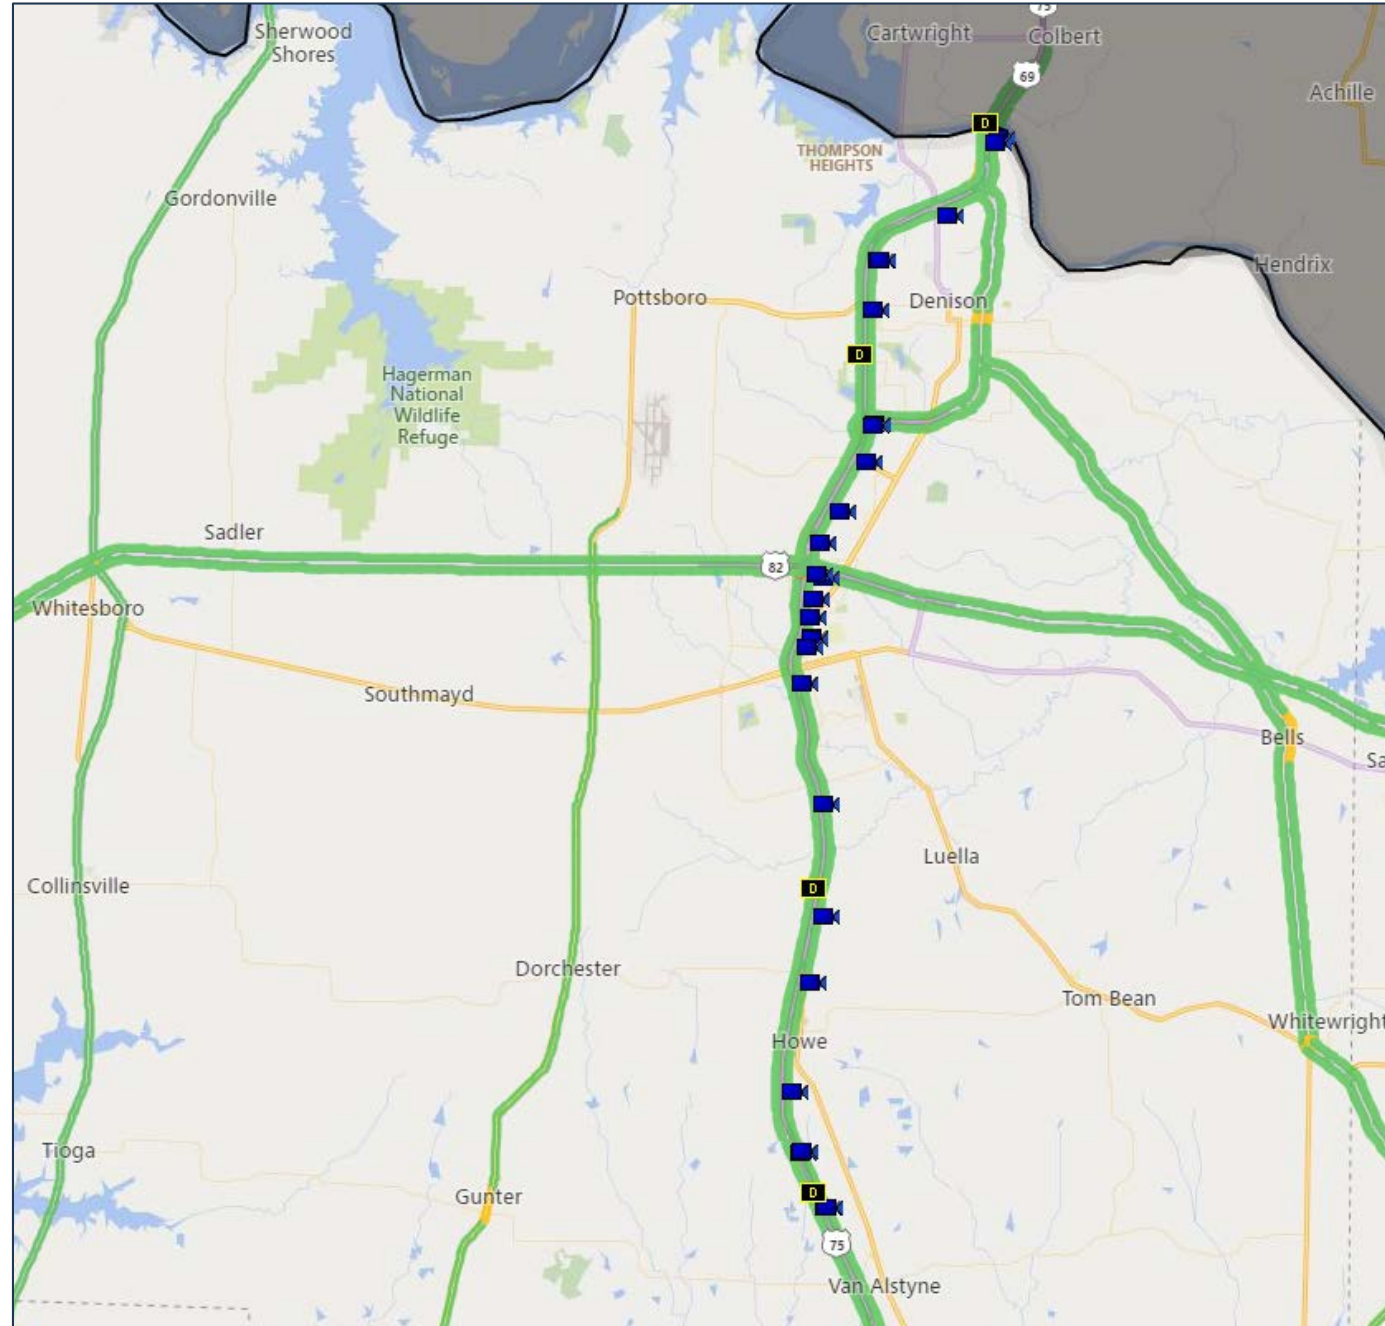 75
Sherwood
Shores
Cartwright
Colbert
69
Achille
D
THOMPSON
HEIGHTS
Gordonville
Hendrix
Pottsboro
Denison
D
Hagerman
National
Wildlife
Refuge
Sadler
82
Whitesboro
Southmayd
Bells
Sa
Luella
Collinsville
D
Dorchester
Tom Bean
Whitewright
Howe
Tioga
Gunter
D
75
Van Alstyne